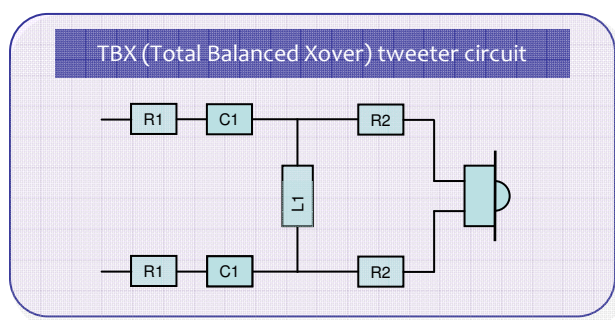 TBX (Total Balanced Xover) tweeter circuit
R1 C1 R2
L1
R1 C1 R2